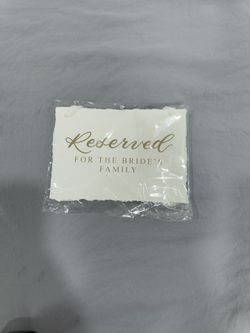 Reserved
FOR THE BRIDE'S
FAMILY